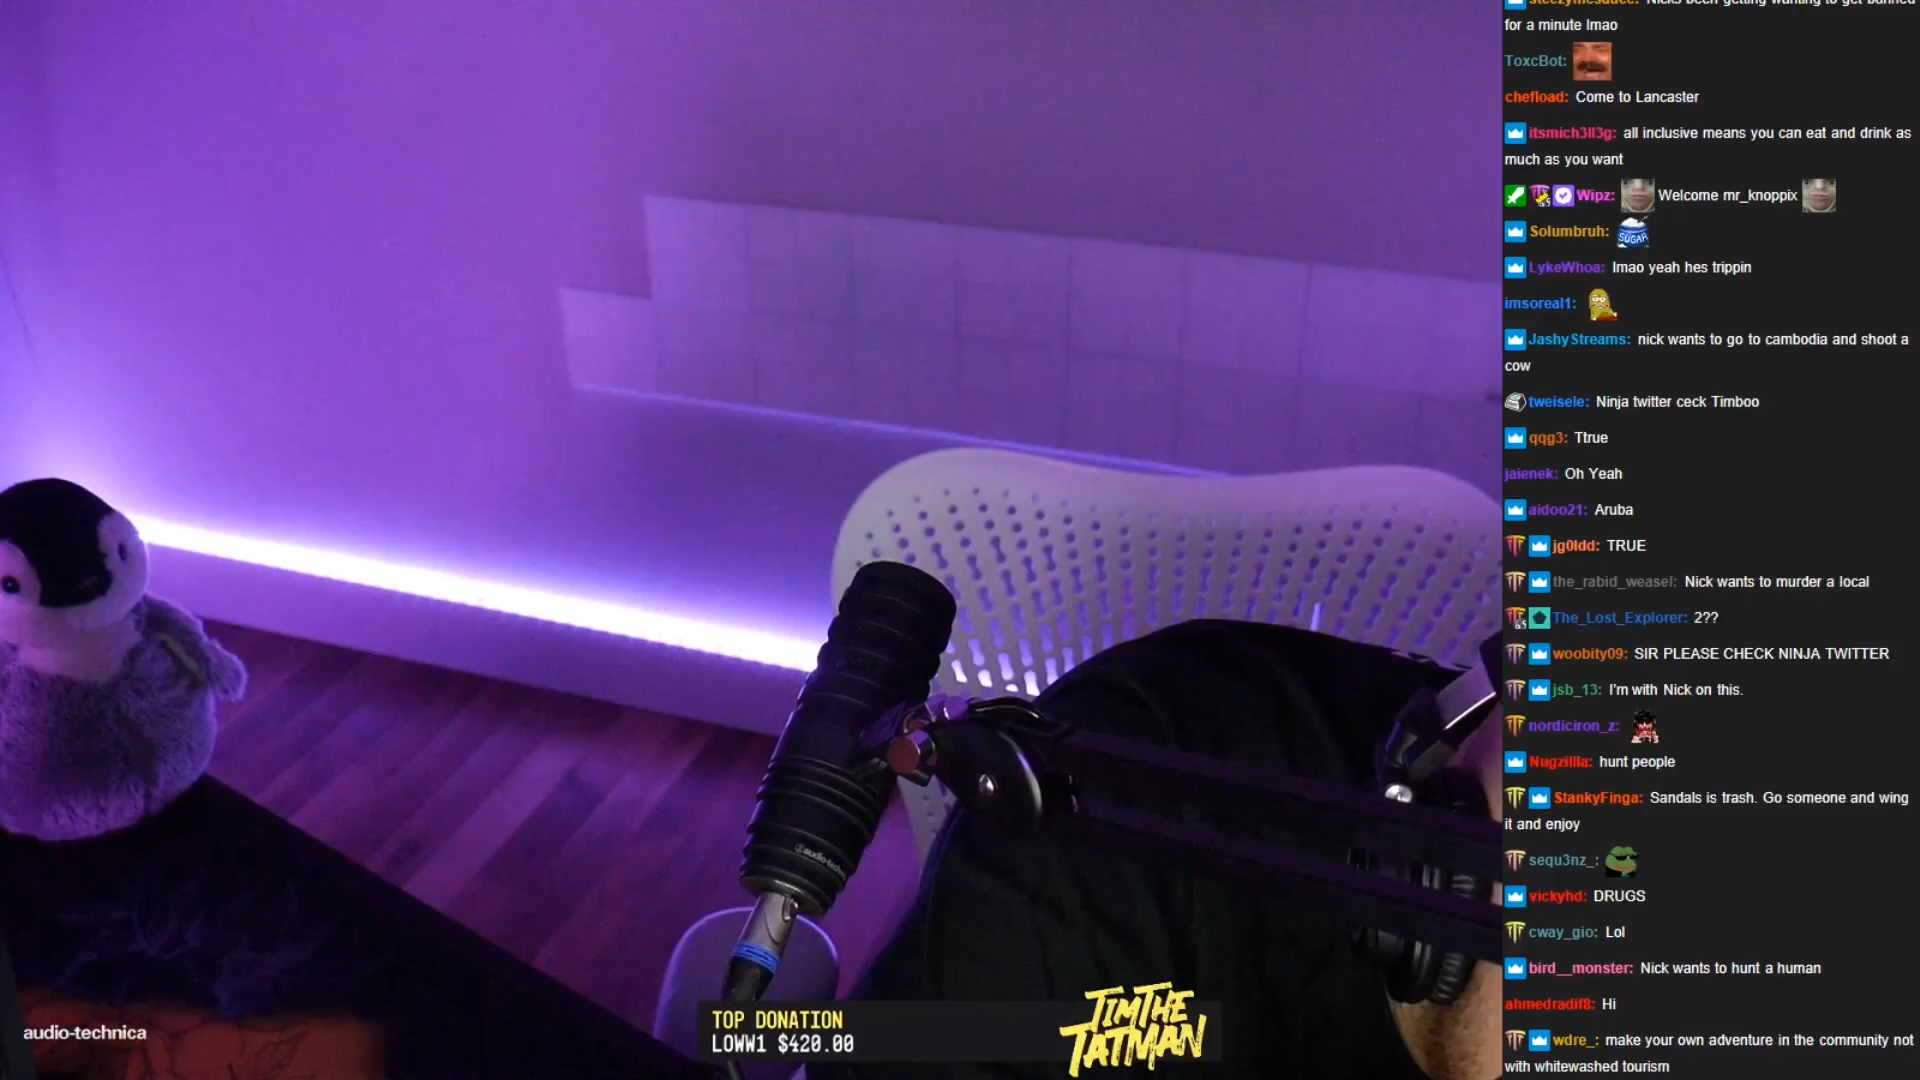 for a minute lmao
ToxcBot:
chefload: Come to Lancaster
itsmich3ll3g: all inclusive means you can eat and drink as
much as you want
Wipz: Welcome mr_knoppix
Solumbruh:
SUGAR
LykeWhoa: lmao yeah hes trippin
imsoreal1:
JashyStreams: nick wants to go to cambodia and shoot a
cow
tweisele: Ninja twitter ceck Timboo
qqg3: Ttrue
jaienek: Oh Yeah
aidoo21: Aruba
jg0ldd: TRUE
the_rabid_weasel: Nick wants to murder a local
The_Lost_Explorer: 2??
woobity09: SIR PLEASE CHECK NINJA TWITTER
jsb_13: I'm with Nick on this.
nordiciron_z:
Nugzillla: hunt people
StankyFinga: Sandals is trash. Go someone and wing
it and enjoy
sequ3nz_:
vickyhd: DRUGS
cway_gio: Lol
bird__monster: Nick wants to hunt a human
ahmedradif8: Hi
wdre_: make your own adventure in the community not
with whitewashed tourism
audio-technica
TOP DONATION
LOWW1 $420.00
TIMTHE
TATMAN